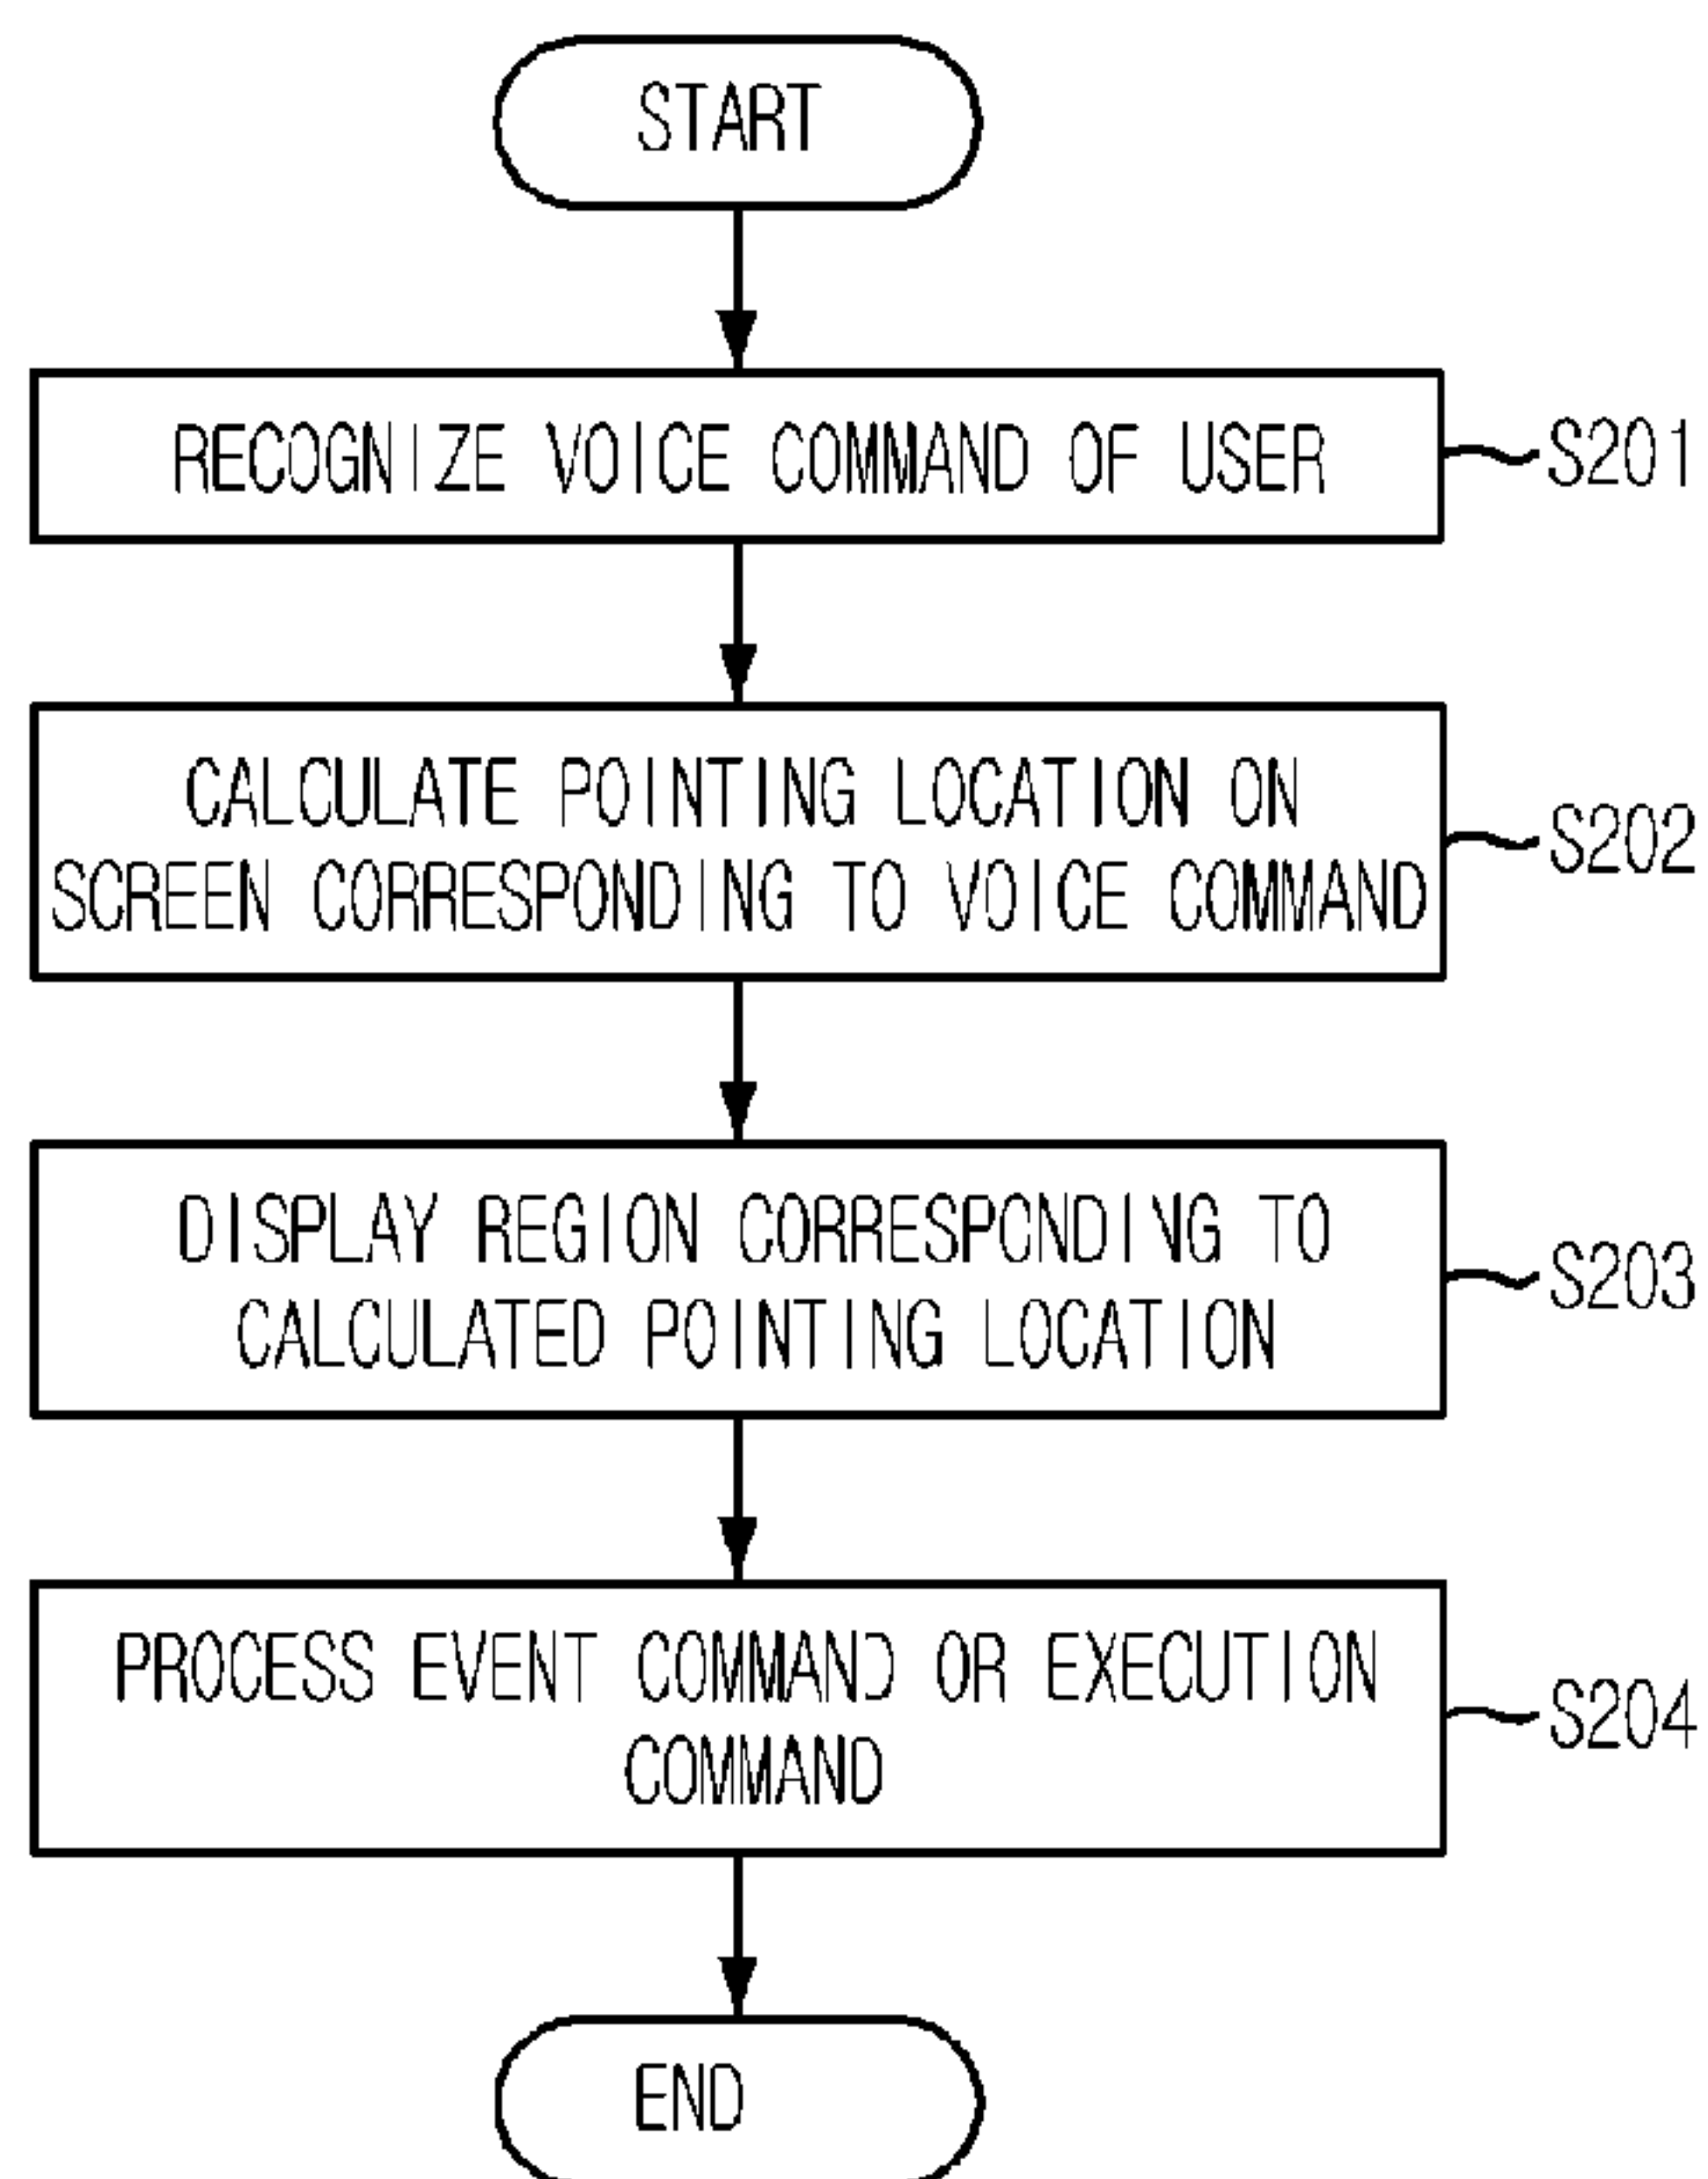 START
RECOGNIZE VOICE COMMAND OF USER
S201
CALCULATE POINTING LOCATION ON
SCREEN CORRESPONDING TO VOICE COMMAND
S202
DISPLAY REGION CORRESPONDING TO
CALCULATED POINTING LOCATION
S203
PROCESS EVENT COMMAND OR EXECUTION
COMMAND
S204
END